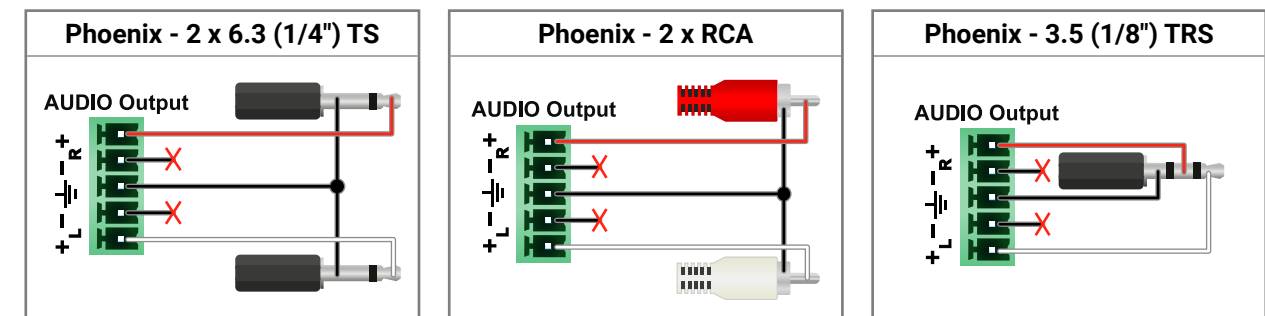 Phoenix - 2 x 6.3 (1/4") TS
AUDIO Output
+
R
-
-
L
+
Phoenix - 2 x RCA
AUDIO Output
+
R
-
-
L
+
Phoenix - 3.5 (1/8") TRS
AUDIO Output
+
R
-
-
L
+